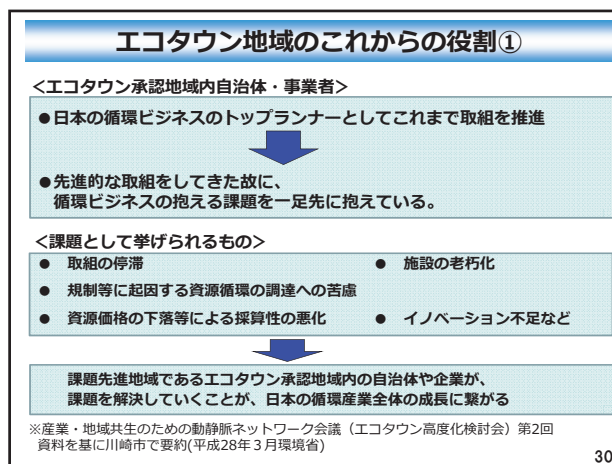 エコタウン地域のこれからの役割①
＜エコタウン承認地域内自治体・事業者＞
●日本の循環ビジネスのトップランナーとしてこれまで取組を推進
●先進的な取組をしてきた故に、
循環ビジネスの抱える課題を一足先に抱えている。
＜課題として挙げられるもの＞
● 取組の停滞 ● 施設の老朽化
● 規制等に起因する資源循環の調達への苦慮
● 資源価格の下落等による採算性の悪化 ● イノベーション不足など
課題先進地域であるエコタウン承認地域内の自治体や企業が、
課題を解決していくことが、日本の循環産業全体の成長に繋がる
※産業・地域共生のための動静脈ネットワーク会議（エコタウン高度化検討会）第2回
資料を基に川崎市で要約(平成28年３月環境省)
30